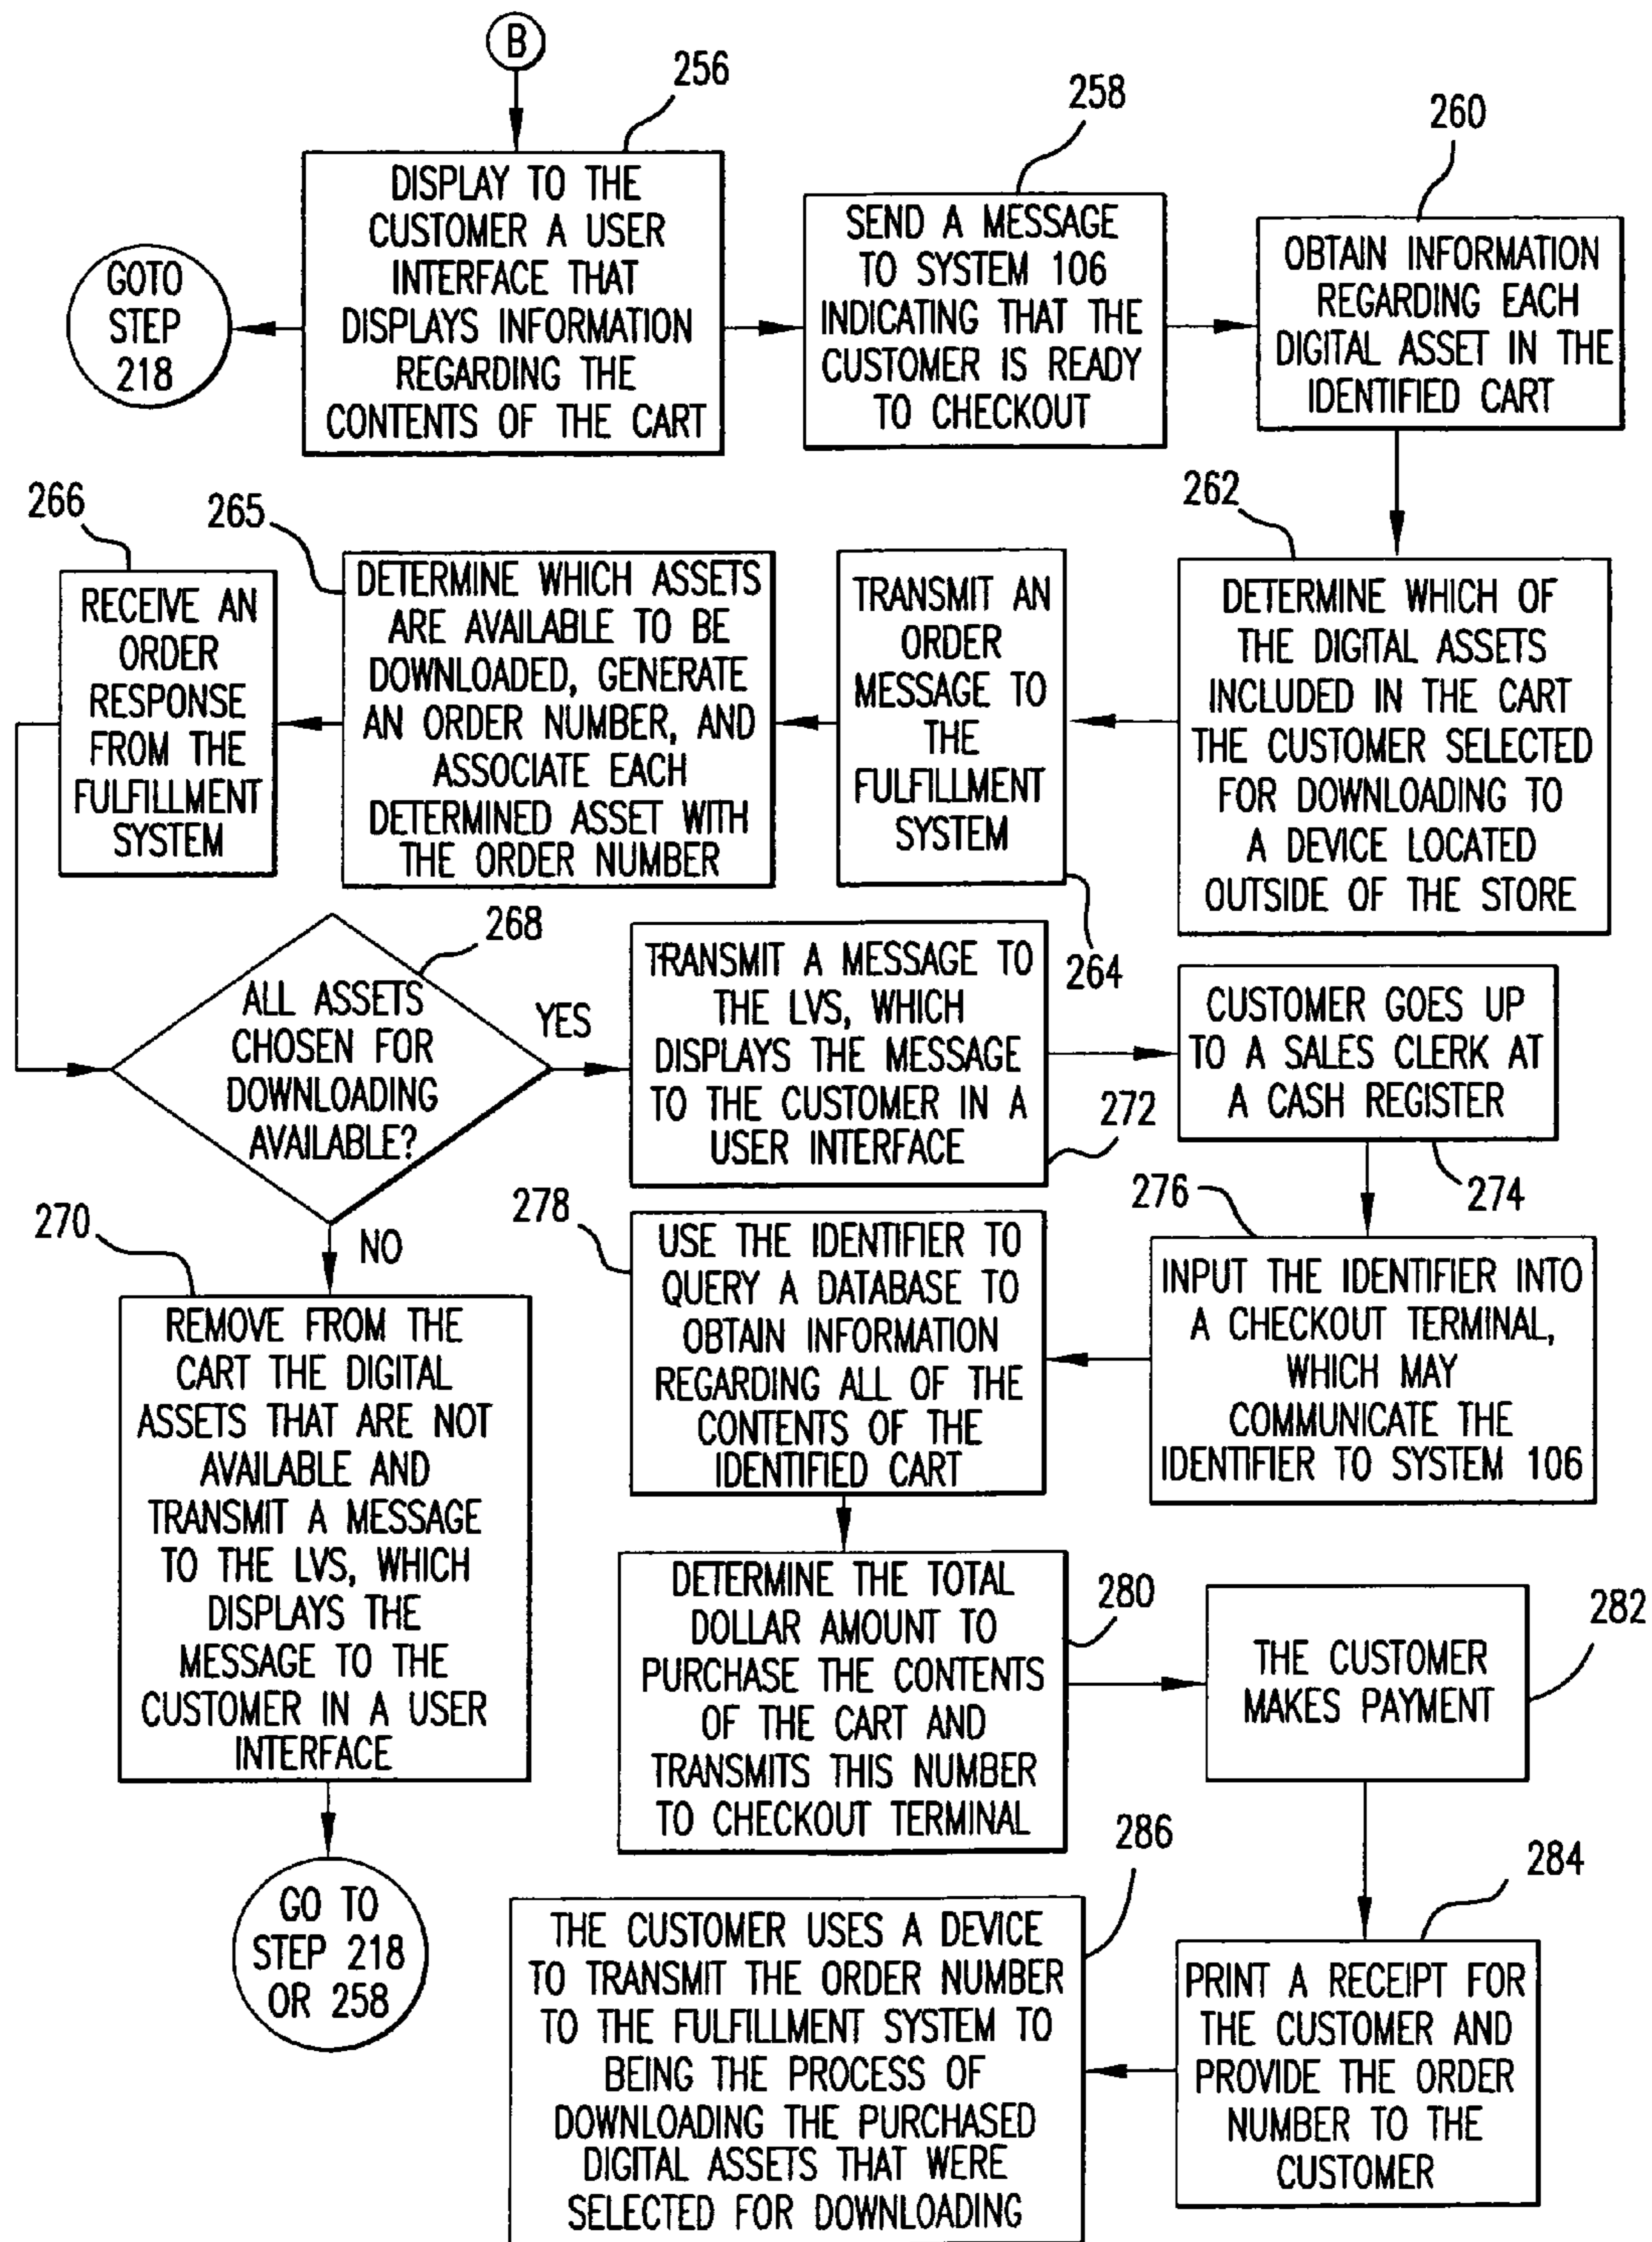 B
256
DISPLAY TO THE
CUSTOMER A USER
INTERFACE THAT
DISPLAYS INFORMATION
REGARDING THE
CONTENTS OF THE CART
GOTO
STEP
218
258
SEND A MESSAGE
TO SYSTEM 106
INDICATING THAT THE
CUSTOMER IS READY
TO CHECKOUT
260
OBTAIN INFORMATION
REGARDING EACH
DIGITAL ASSET IN THE
IDENTIFIED CART
262
DETERMINE WHICH OF
THE DIGITAL ASSETS
INCLUDED IN THE CART
THE CUSTOMER SELECTED
FOR DOWNLOADING TO
A DEVICE LOCATED
OUTSIDE OF THE STORE
TRANSMIT AN
ORDER
MESSAGE TO
THE
FULFILLMENT
SYSTEM
264
265
DETERMINE WHICH ASSETS
ARE AVAILABLE TO BE
DOWNLOADED, GENERATE
AN ORDER NUMBER, AND
ASSOCIATE EACH
DETERMINED ASSET WITH
THE ORDER NUMBER
266
RECEIVE AN
ORDER
RESPONSE
FROM THE
FULFILLMENT
SYSTEM
268
ALL ASSETS
CHOSEN FOR
DOWNLOADING
AVAILABLE?
YES
NO
270
REMOVE FROM THE
CART THE DIGITAL
ASSETS THAT ARE NOT
AVAILABLE AND
TRANSMIT A MESSAGE
TO THE LVS, WHICH
DISPLAYS THE
MESSAGE TO THE
CUSTOMER IN A USER
INTERFACE
GO TO
STEP 218
OR 258
TRANSMIT A MESSAGE TO
THE LVS, WHICH
DISPLAYS THE MESSAGE
TO THE CUSTOMER IN A
USER INTERFACE
272
CUSTOMER GOES UP
TO A SALES CLERK AT
A CASH REGISTER
274
276
INPUT THE IDENTIFIER INTO
A CHECKOUT TERMINAL,
WHICH MAY
COMMUNICATE THE
IDENTIFIER TO SYSTEM 106
278
USE THE IDENTIFIER TO
QUERY A DATABASE TO
OBTAIN INFORMATION
REGARDING ALL OF THE
CONTENTS OF THE
IDENTIFIED CART
DETERMINE THE TOTAL
DOLLAR AMOUNT TO
PURCHASE THE CONTENTS
OF THE CART AND
TRANSMITS THIS NUMBER
TO CHECKOUT TERMINAL
280
THE CUSTOMER
MAKES PAYMENT
282
284
PRINT A RECEIPT FOR
THE CUSTOMER AND
PROVIDE THE ORDER
NUMBER TO THE
CUSTOMER
286
THE CUSTOMER USES A DEVICE
TO TRANSMIT THE ORDER NUMBER
TO THE FULFILLMENT SYSTEM TO
BEING THE PROCESS OF
DOWNLOADING THE PURCHASED
DIGITAL ASSETS THAT WERE
SELECTED FOR DOWNLOADING